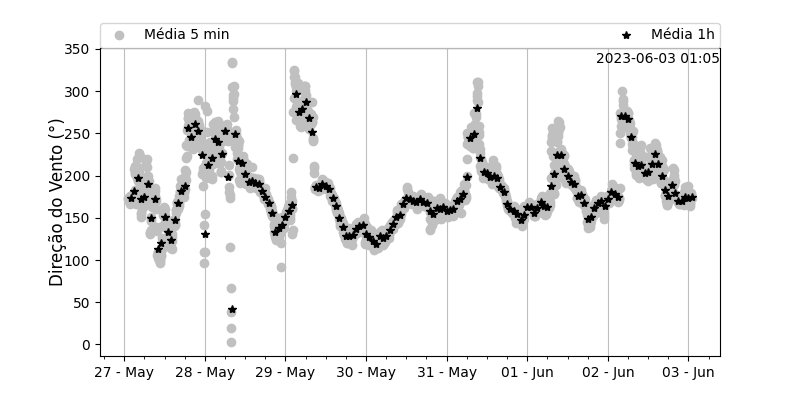 Média 5 min
Média 1h
2023-06-03 01:05
Direção do Vento (°)
350
300
250
200
150
100
50
0
27 - May
28 - May
29 - May
30 - May
31 - May
01 - Jun
02 - Jun
03 - Jun